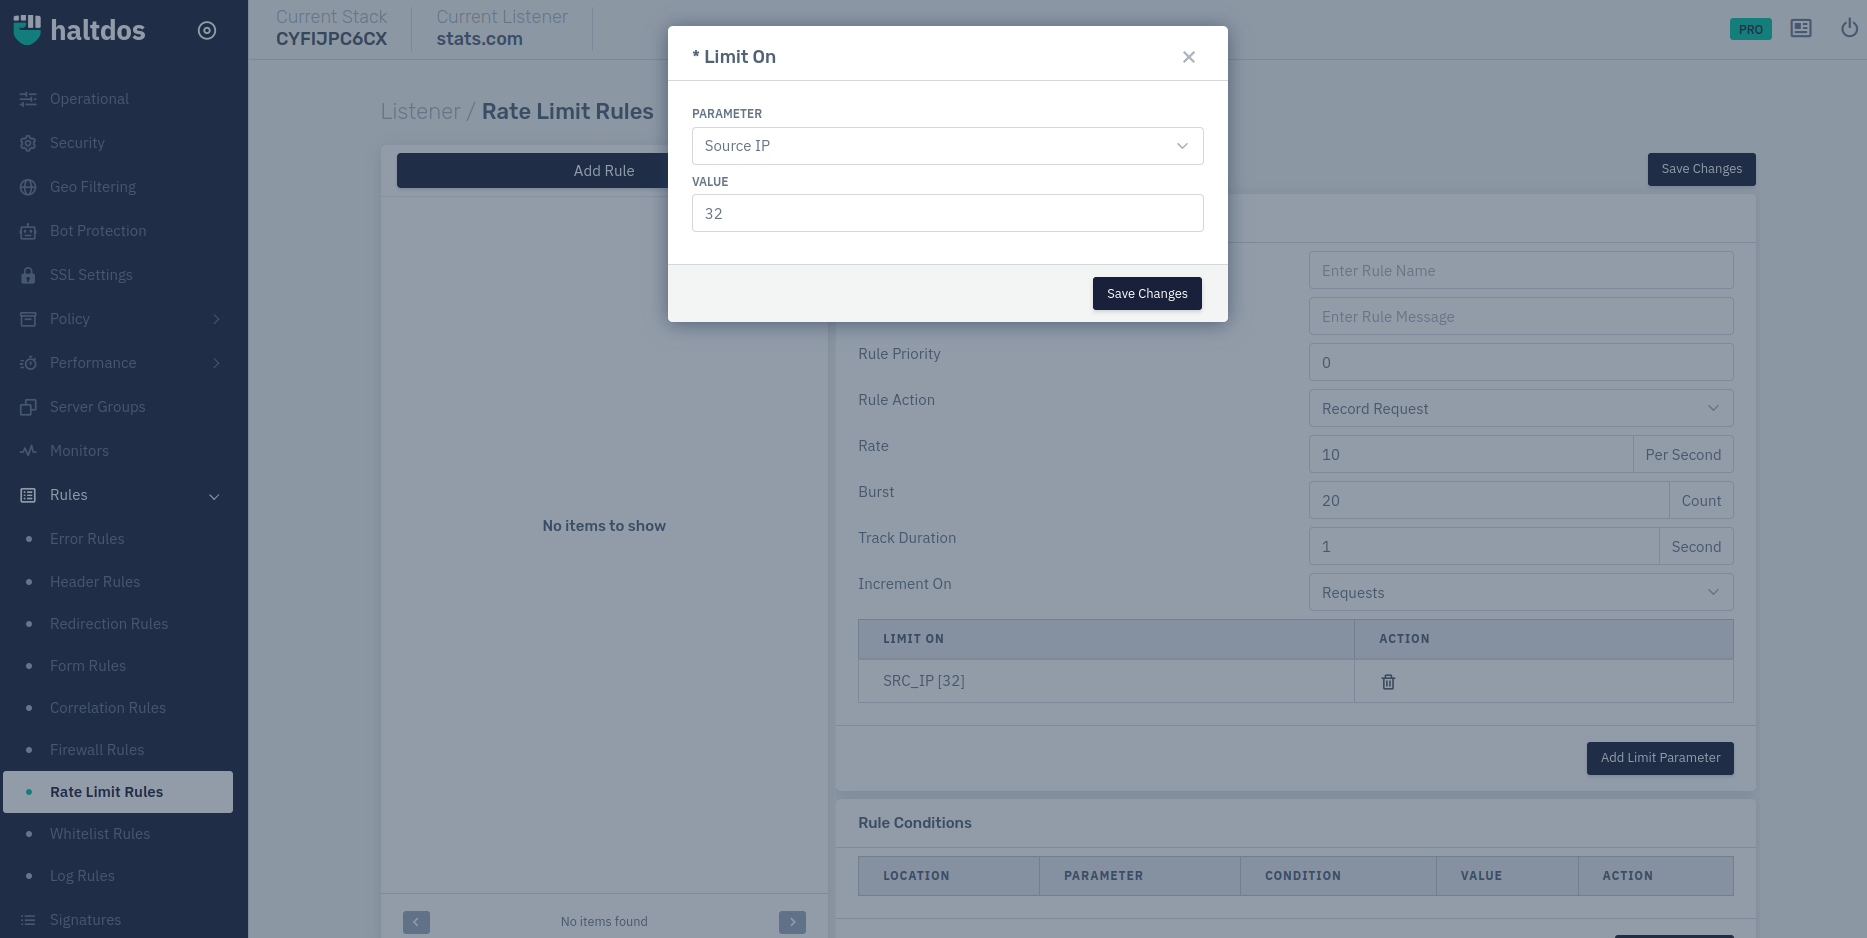 haltdos
Current Stack
CYFIJPC6CX
Current Listener
stats.com
PRO
Operational
Security
Geo Filtering
Bot Protection
SSL Settings
Policy
Performance
Server Groups
Monitors
Rules
Error Rules
Header Rules
Redirection Rules
Form Rules
Correlation Rules
Firewall Rules
Rate Limit Rules
Whitelist Rules
Log Rules
Signatures
Listener / Rate Limit Rules
Add Rule
No items to show
No items found
* Limit On
PARAMETER
Source IP
VALUE
32
Save Changes
Save Changes
Enter Rule Name
Enter Rule Message
Rule Priority
0
Rule Action
Record Request
Rate
10 Per Second
Burst
20 Count
Track Duration
1 Second
Increment On
Requests
LIMIT ON ACTION
SRC_IP [32]
Add Limit Parameter
Rule Conditions
LOCATION PARAMETER CONDITION VALUE ACTION